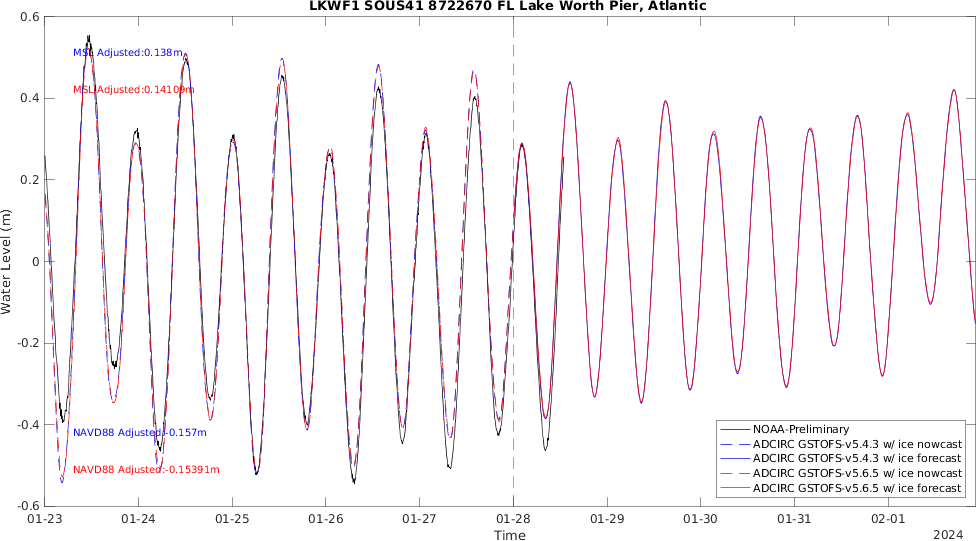 LKWF1 SOUS41 8722670 FL Lake Worth Pier, Atlantic
Water Level (m)
0.6
0.4
0.2
0
-0.2
-0.4
-0.6
MSL Adjusted:0.138m
MSL Adjusted:0.14109m
NAVD88 Adjusted:-0.157m
NAVD88 Adjusted:-0.15391m
NOAA-Preliminary
ADCIRC GSTOFS-v5.4.3 w/ ice nowcast
ADCIRC GSTOFS-v5.4.3 w/ ice forecast
ADCIRC GSTOFS-v5.6.5 w/ ice nowcast
ADCIRC GSTOFS-v5.6.5 w/ ice forecast
01-23 01-24 01-25 01-26 01-27 01-28 01-29 01-30 01-31 02-01
Time
2024